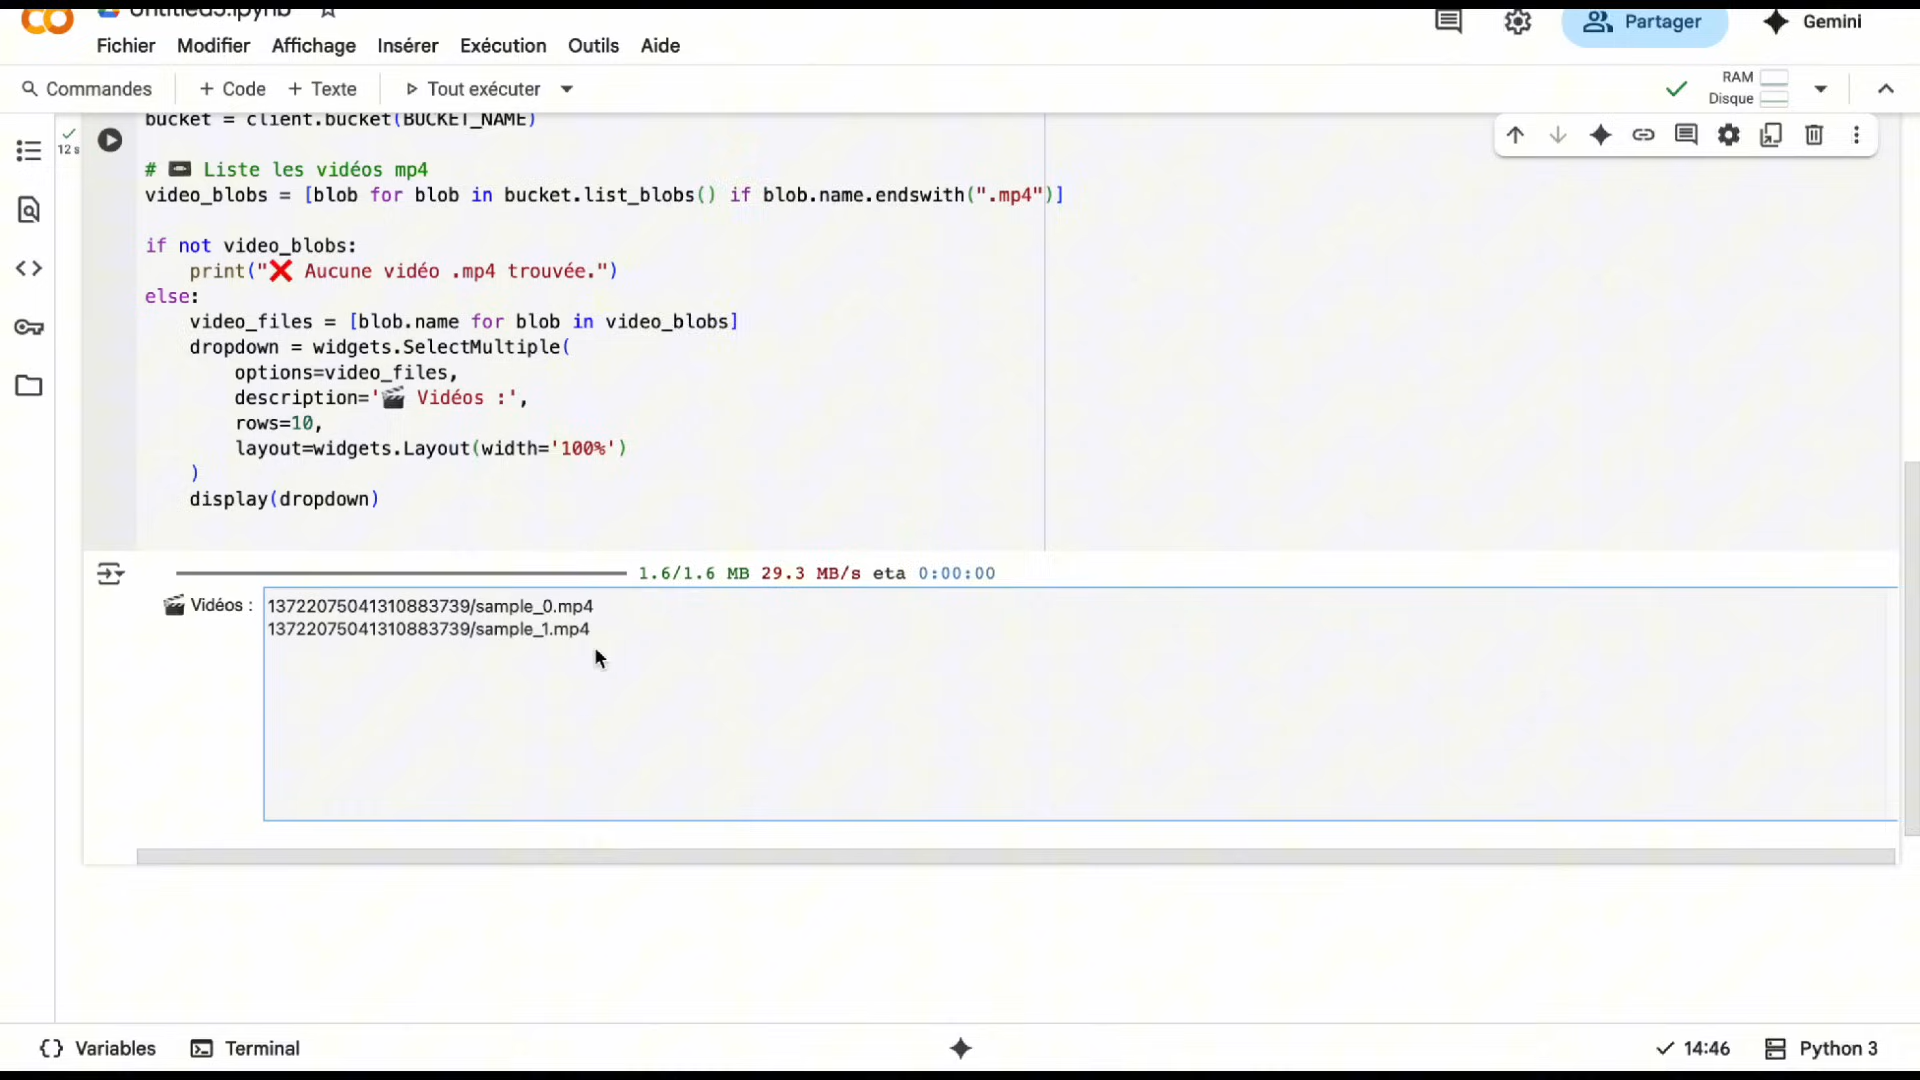 Untitled3.ipynb
Fichier Modifier Affichage Insérer Exécution Outils Aide
Partager
Gemini
Commandes + Code + Texte Tout exécuter
RAM
Disque
12 s
bucket = client.bucket(BUCKET_NAME)
# 📼 Liste les vidéos mp4
video_blobs = [blob for blob in bucket.list_blobs() if blob.name.endswith(".mp4")]
if not video_blobs:
print("❌ Aucune vidéo .mp4 trouvée.")
else:
video_files = [blob.name for blob in video_blobs]
dropdown = widgets.SelectMultiple(
options=video_files,
description='🎬 Vidéos :',
rows=10,
layout=widgets.Layout(width='100%')
)
display(dropdown)
1.6/1.6 MB 29.3 MB/s eta 0:00:00
🎬 Vidéos :
13722075041310883739/sample_0.mp4
13722075041310883739/sample_1.mp4
Variables
Terminal
14:46
Python 3